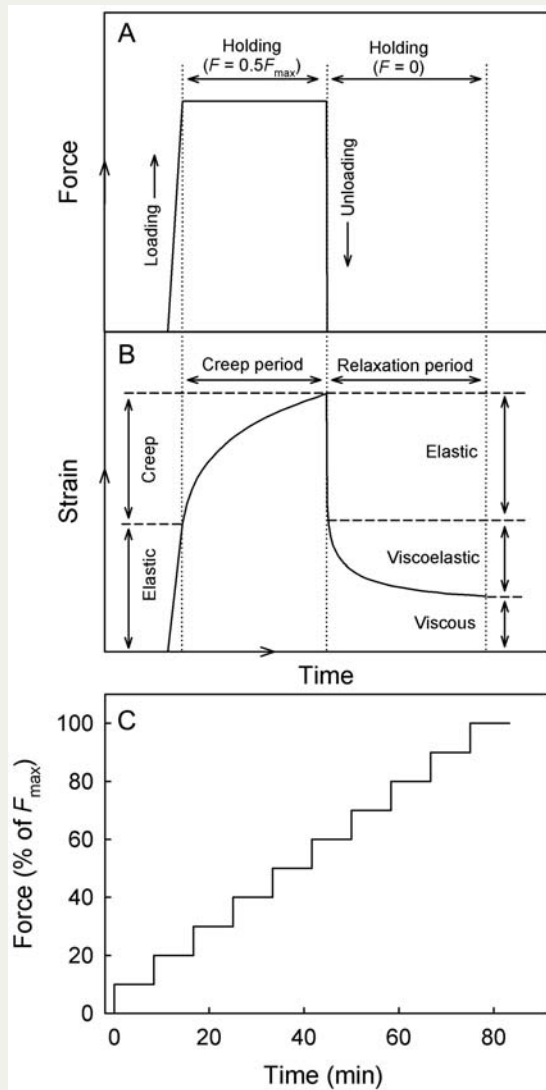 A
Holding
(F = 0.5Fmax)
Holding
(F = 0)
Force
Loading
Unloading
B
Creep period
Relaxation period
Strain
Creep
Elastic
Elastic
Viscoelastic
Viscous
Time
C
Force (% of Fmax)
100
80
60
40
20
0
0 20 40 60 80
Time (min)